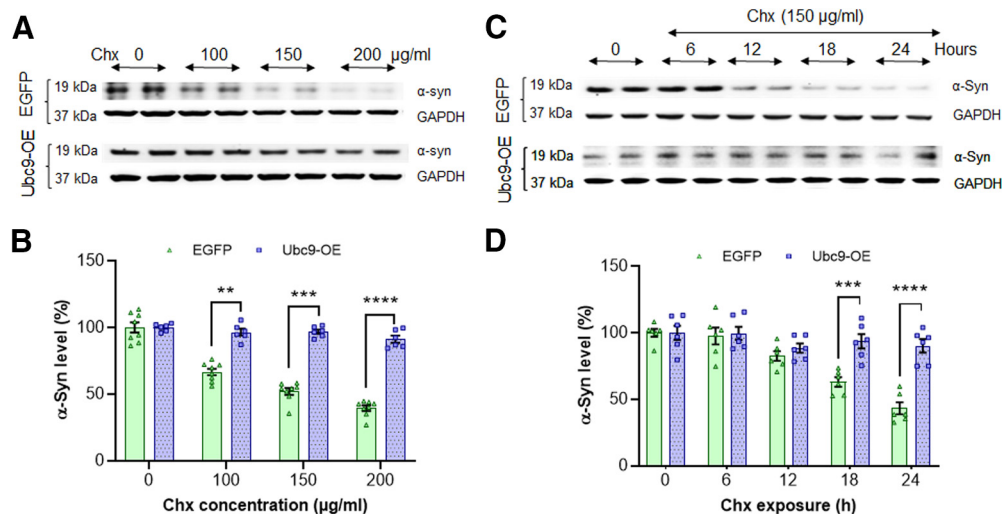 A
Chx 0 100 150 200 µg/ml
EGFP
19 kDa α-syn
37 kDa GAPDH
Ubc9-OE
19 kDa α-syn
37 kDa GAPDH
B
EGFP Ubc9-OE
150
100
50
0
α-Syn level (%)
** *** ****
0 100 150 200
Chx concentration (µg/ml)
C
Chx (150 µg/ml)
0 6 12 18 24 Hours
EGFP
19 kDa α-Syn
37 kDa GAPDH
Ubc9-OE
19 kDa α-Syn
37 kDa GAPDH
D
EGFP Ubc9-OE
150
100
50
0
α-Syn level (%)
*** ****
0 6 12 18 24
Chx exposure (h)